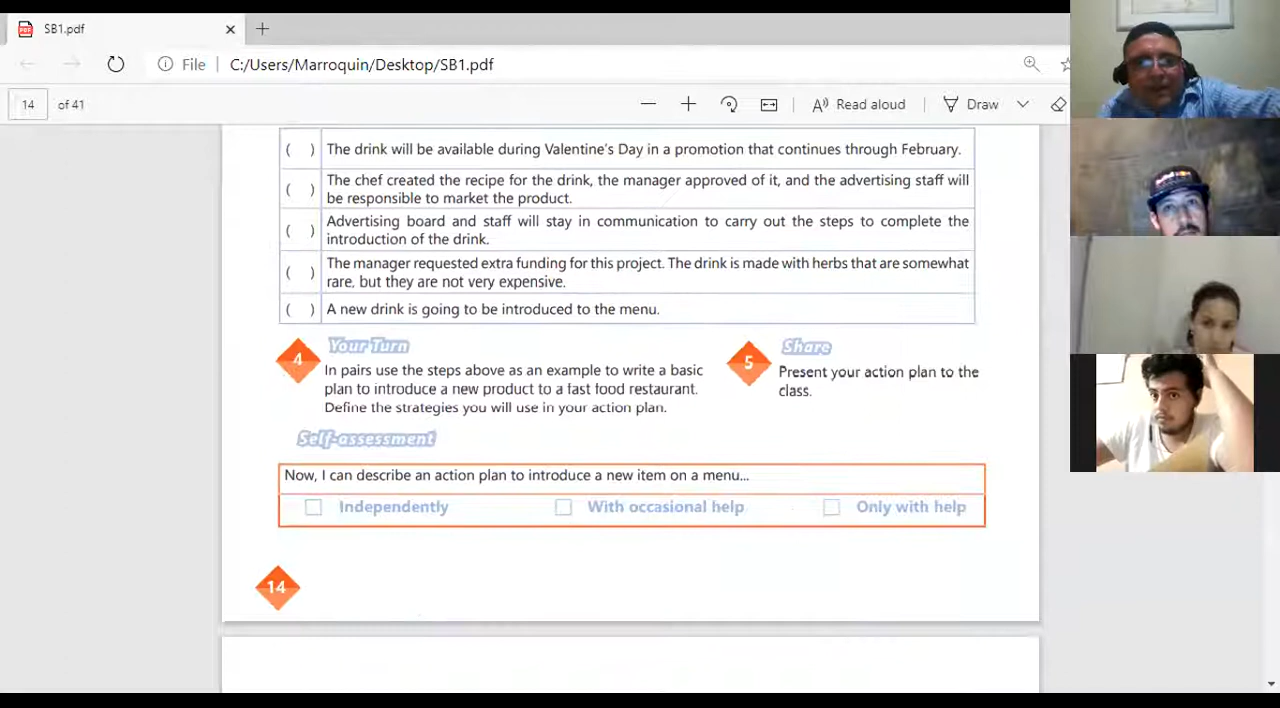 SB1.pdf
File
C:/Users/Marroquin/Desktop/SB1.pdf
14
of 41
Read aloud
Draw
( ) The drink will be available during Valentine's Day in a promotion that continues through February.
( ) The chef created the recipe for the drink, the manager approved of it, and the advertising staff will
be responsible to market the product.
( ) Advertising board and staff will stay in communication to carry out the steps to complete the
introduction of the drink.
( ) The manager requested extra funding for this project. The drink is made with herbs that are somewhat
rare, but they are not very expensive.
( ) A new drink is going to be introduced to the menu.
4
Your Turn
In pairs use the steps above as an example to write a basic
plan to introduce a new product to a fast food restaurant.
Define the strategies you will use in your action plan.
5
Share
Present your action plan to the
class.
Self-assessment
Now, I can describe an action plan to introduce a new item on a menu...
Independently
With occasional help
Only with help
14